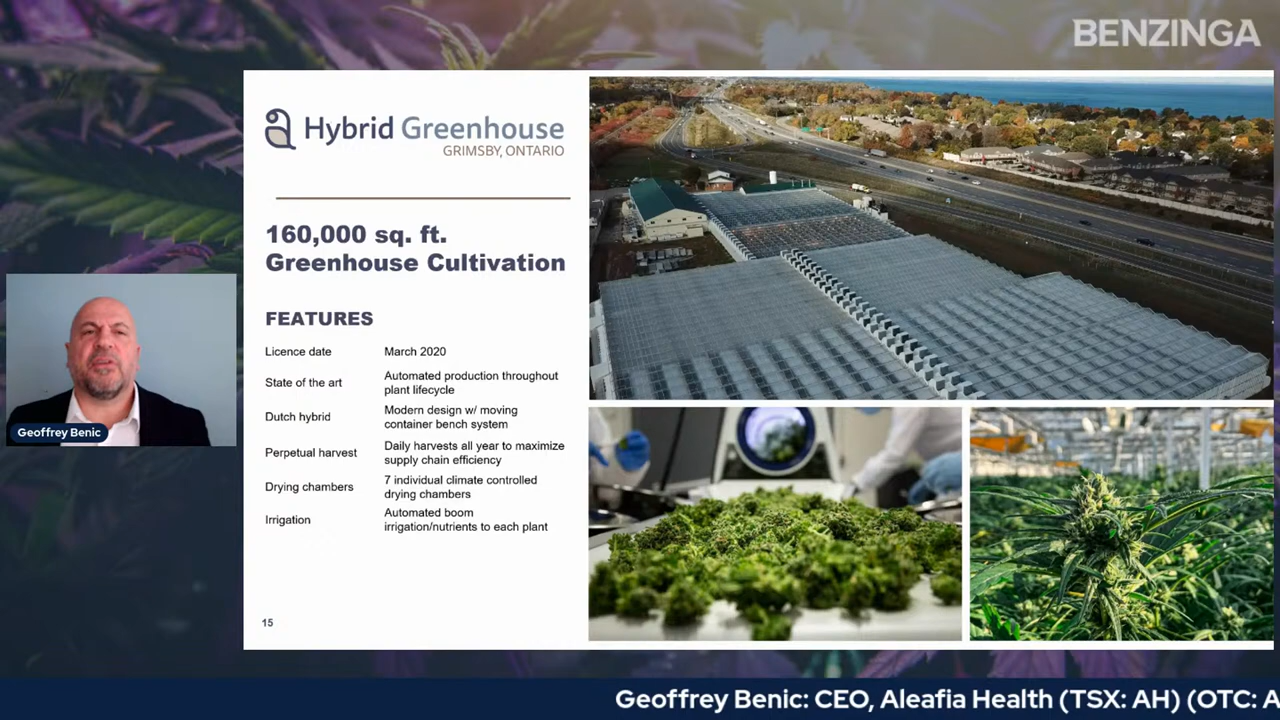 BENZINGA
Hybrid Greenhouse
GRIMSBY, ONTARIO
160,000 sq. ft.
Greenhouse Cultivation
FEATURES
Licence date March 2020
State of the art Automated production throughout
plant lifecycle
Dutch hybrid Modern design w/ moving
container bench system
Perpetual harvest Daily harvests all year to maximize
supply chain efficiency
Drying chambers 7 individual climate controlled
drying chambers
Irrigation Automated boom
irrigation/nutrients to each plant
15
Geoffrey Benic
Geoffrey Benic: CEO, Aleafia Health (TSX: AH) (OTC: A